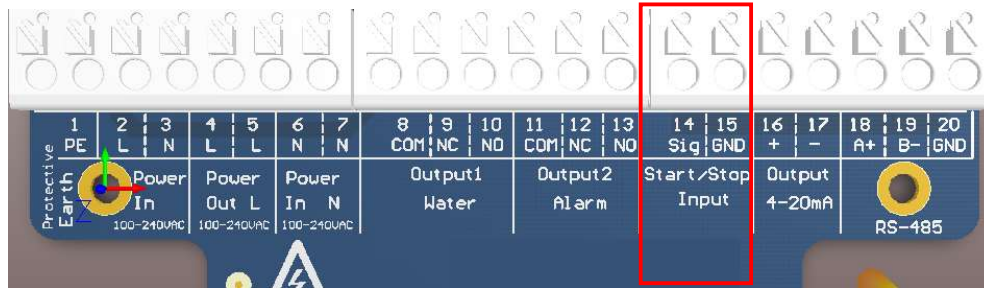 1 2 3 4 5 6 7 8 9 10 11 12 13 14 15 16 17 18 19 20
PE L N L L N N COM NC NO COM NC NO Sig GND + - A+ B- GND
Protective
Earth
Power
In
100-240VAC
Power
Out L
100-240VAC
Power
In N
100-240VAC
Output1
Water
Output2
Alarm
Start/Stop
Input
Output
4-20mA
RS-485